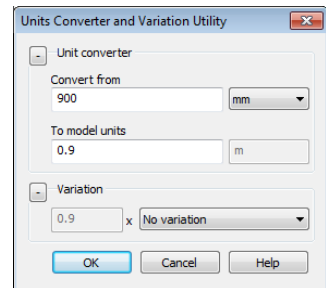 Units Converter and Variation Utility
- Unit converter
Convert from
900 mm
To model units
0.9 m
- Variation
0.9 x No variation
OK Cancel Help